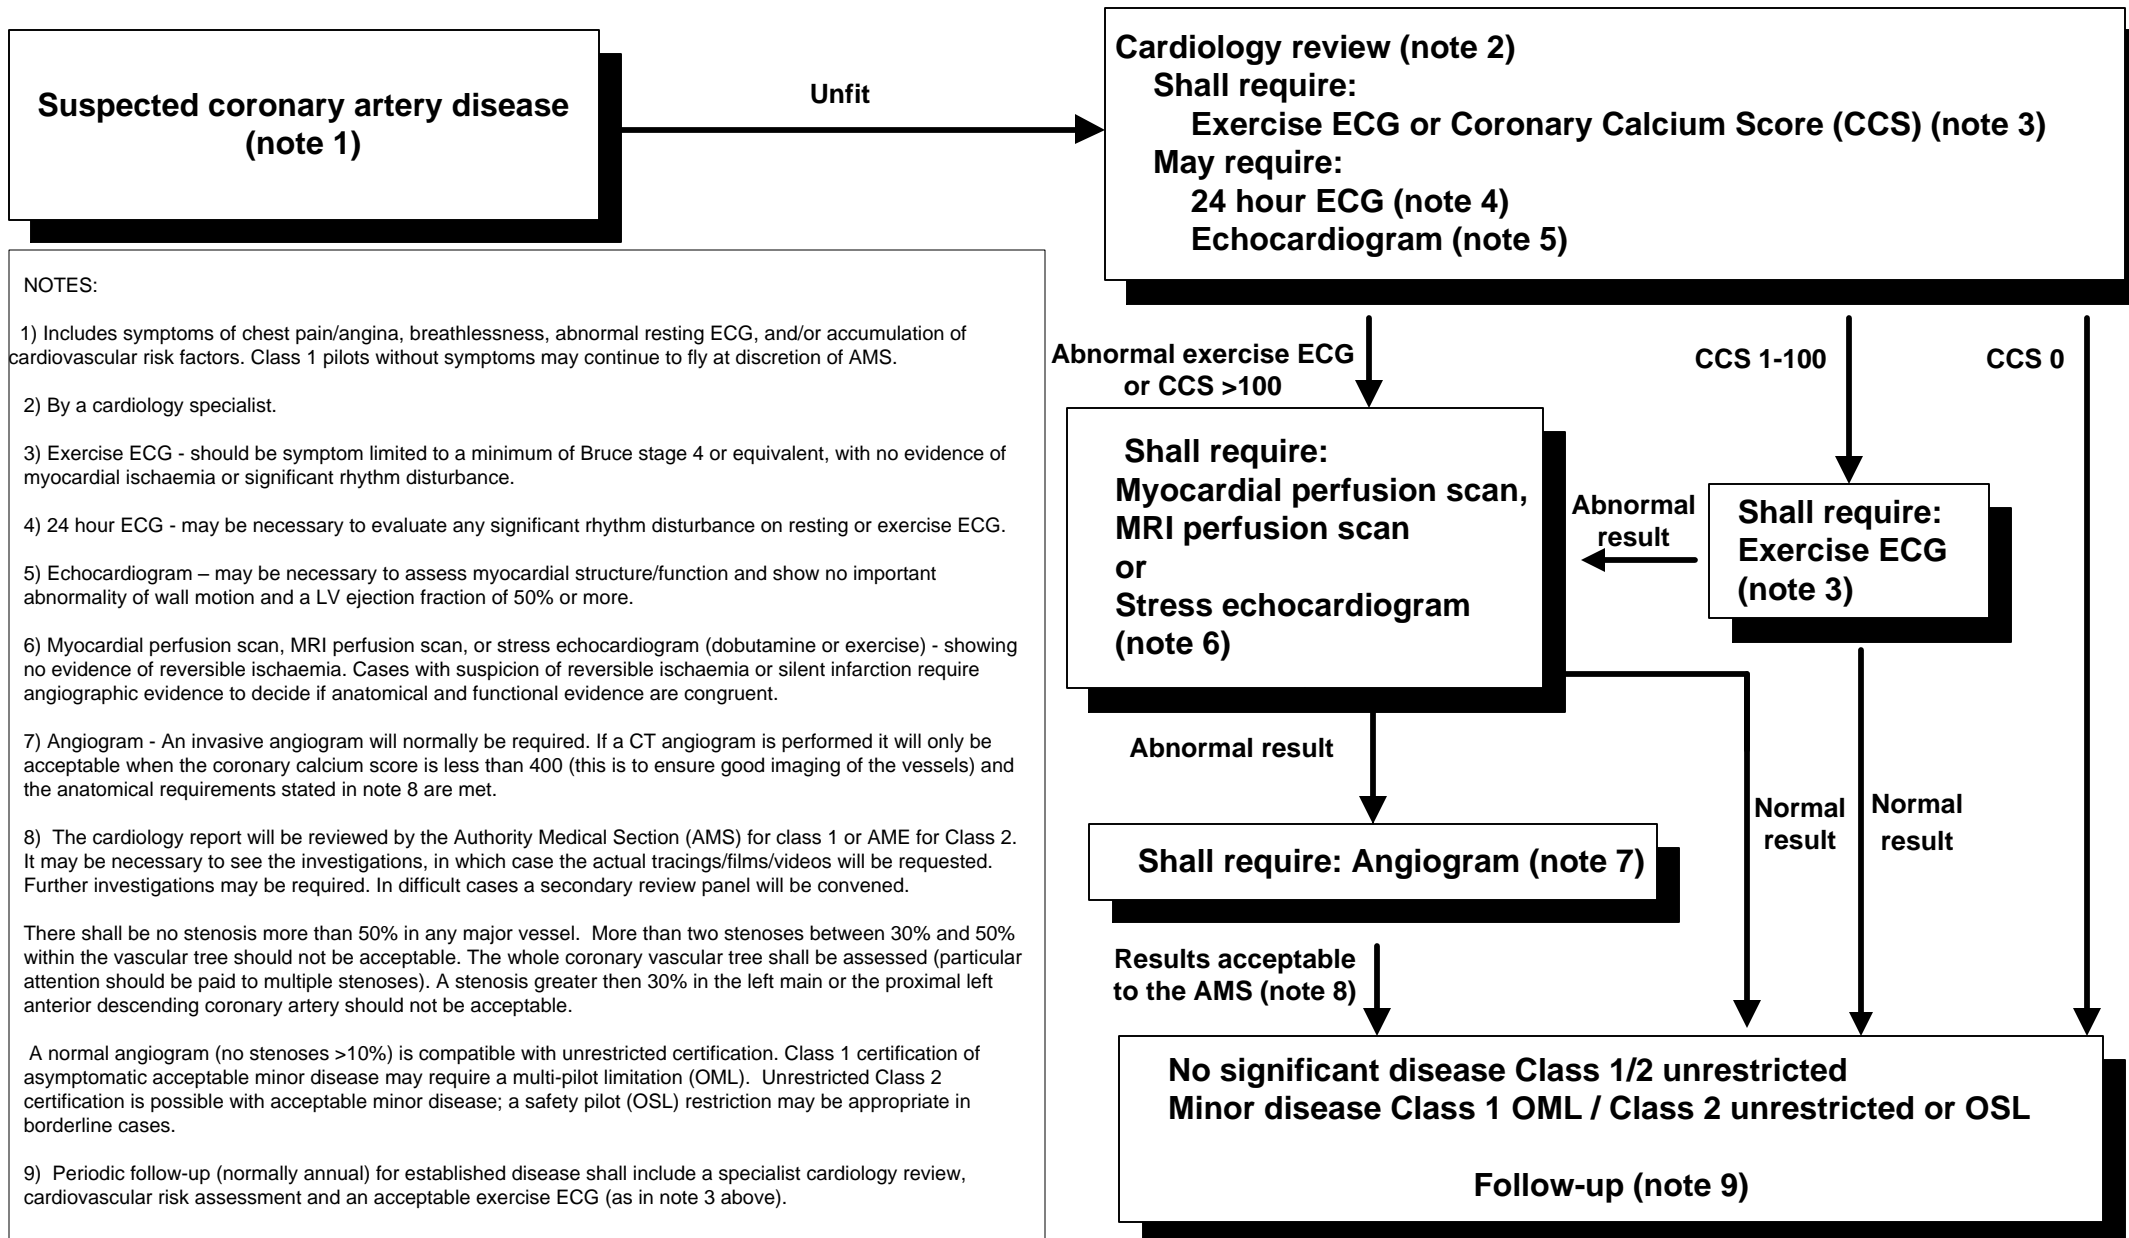 Suspected coronary artery disease
(note 1)
Unfit
Cardiology review (note 2)
Shall require:
Exercise ECG or Coronary Calcium Score (CCS) (note 3)
May require:
24 hour ECG (note 4)
Echocardiogram (note 5)
NOTES:
1) Includes symptoms of chest pain/angina, breathlessness, abnormal resting ECG, and/or accumulation of
cardiovascular risk factors. Class 1 pilots without symptoms may continue to fly at discretion of AMS.
2) By a cardiology specialist.
3) Exercise ECG - should be symptom limited to a minimum of Bruce stage 4 or equivalent, with no evidence of
myocardial ischaemia or significant rhythm disturbance.
4) 24 hour ECG - may be necessary to evaluate any significant rhythm disturbance on resting or exercise ECG.
5) Echocardiogram – may be necessary to assess myocardial structure/function and show no important
abnormality of wall motion and a LV ejection fraction of 50% or more.
6) Myocardial perfusion scan, MRI perfusion scan, or stress echocardiogram (dobutamine or exercise) - showing
no evidence of reversible ischaemia. Cases with suspicion of reversible ischaemia or silent infarction require
angiographic evidence to decide if anatomical and functional evidence are congruent.
7) Angiogram - An invasive angiogram will normally be required. If a CT angiogram is performed it will only be
acceptable when the coronary calcium score is less than 400 (this is to ensure good imaging of the vessels) and
the anatomical requirements stated in note 8 are met.
8) The cardiology report will be reviewed by the Authority Medical Section (AMS) for class 1 or AME for Class 2.
It may be necessary to see the investigations, in which case the actual tracings/films/videos will be requested.
Further investigations may be required. In difficult cases a secondary review panel will be convened.
There shall be no stenosis more than 50% in any major vessel. More than two stenoses between 30% and 50%
within the vascular tree should not be acceptable. The whole coronary vascular tree shall be assessed (particular
attention should be paid to multiple stenoses). A stenosis greater then 30% in the left main or the proximal left
anterior descending coronary artery should not be acceptable.
A normal angiogram (no stenoses >10%) is compatible with unrestricted certification. Class 1 certification of
asymptomatic acceptable minor disease may require a multi-pilot limitation (OML). Unrestricted Class 2
certification is possible with acceptable minor disease; a safety pilot (OSL) restriction may be appropriate in
borderline cases.
9) Periodic follow-up (normally annual) for established disease shall include a specialist cardiology review,
cardiovascular risk assessment and an acceptable exercise ECG (as in note 3 above).
Abnormal exercise ECG
or CCS >100
CCS 1-100
CCS 0
Shall require:
Myocardial perfusion scan,
MRI perfusion scan
or
Stress echocardiogram
(note 6)
Abnormal
result
Shall require:
Exercise ECG
(note 3)
Abnormal result
Normal
result
Normal
result
Shall require: Angiogram (note 7)
Results acceptable
to the AMS (note 8)
No significant disease Class 1/2 unrestricted
Minor disease Class 1 OML / Class 2 unrestricted or OSL
Follow-up (note 9)